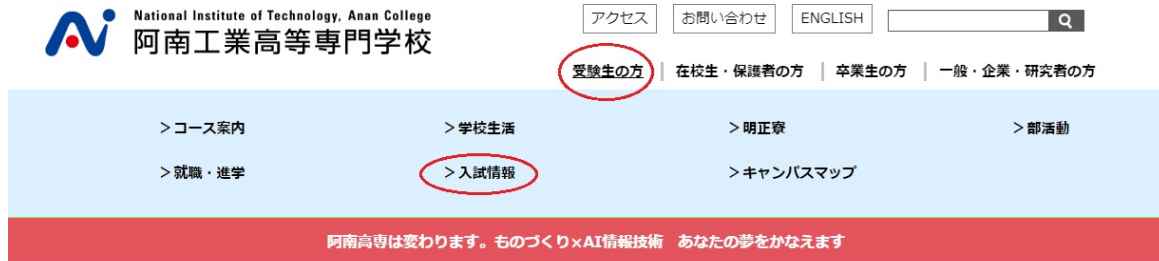 National Institute of Technology, Anan College
阿南工業高等専門学校
アクセス お問い合わせ ENGLISH
受験生の方 在校生・保護者の方 卒業生の方 一般・企業・研究者の方
＞コース案内 ＞学校生活 ＞明正寮 ＞部活動
＞就職・進学 ＞入試情報 ＞キャンパスマップ
阿南高専は変わります。ものづくり×AI情報技術 あなたの夢をかなえます